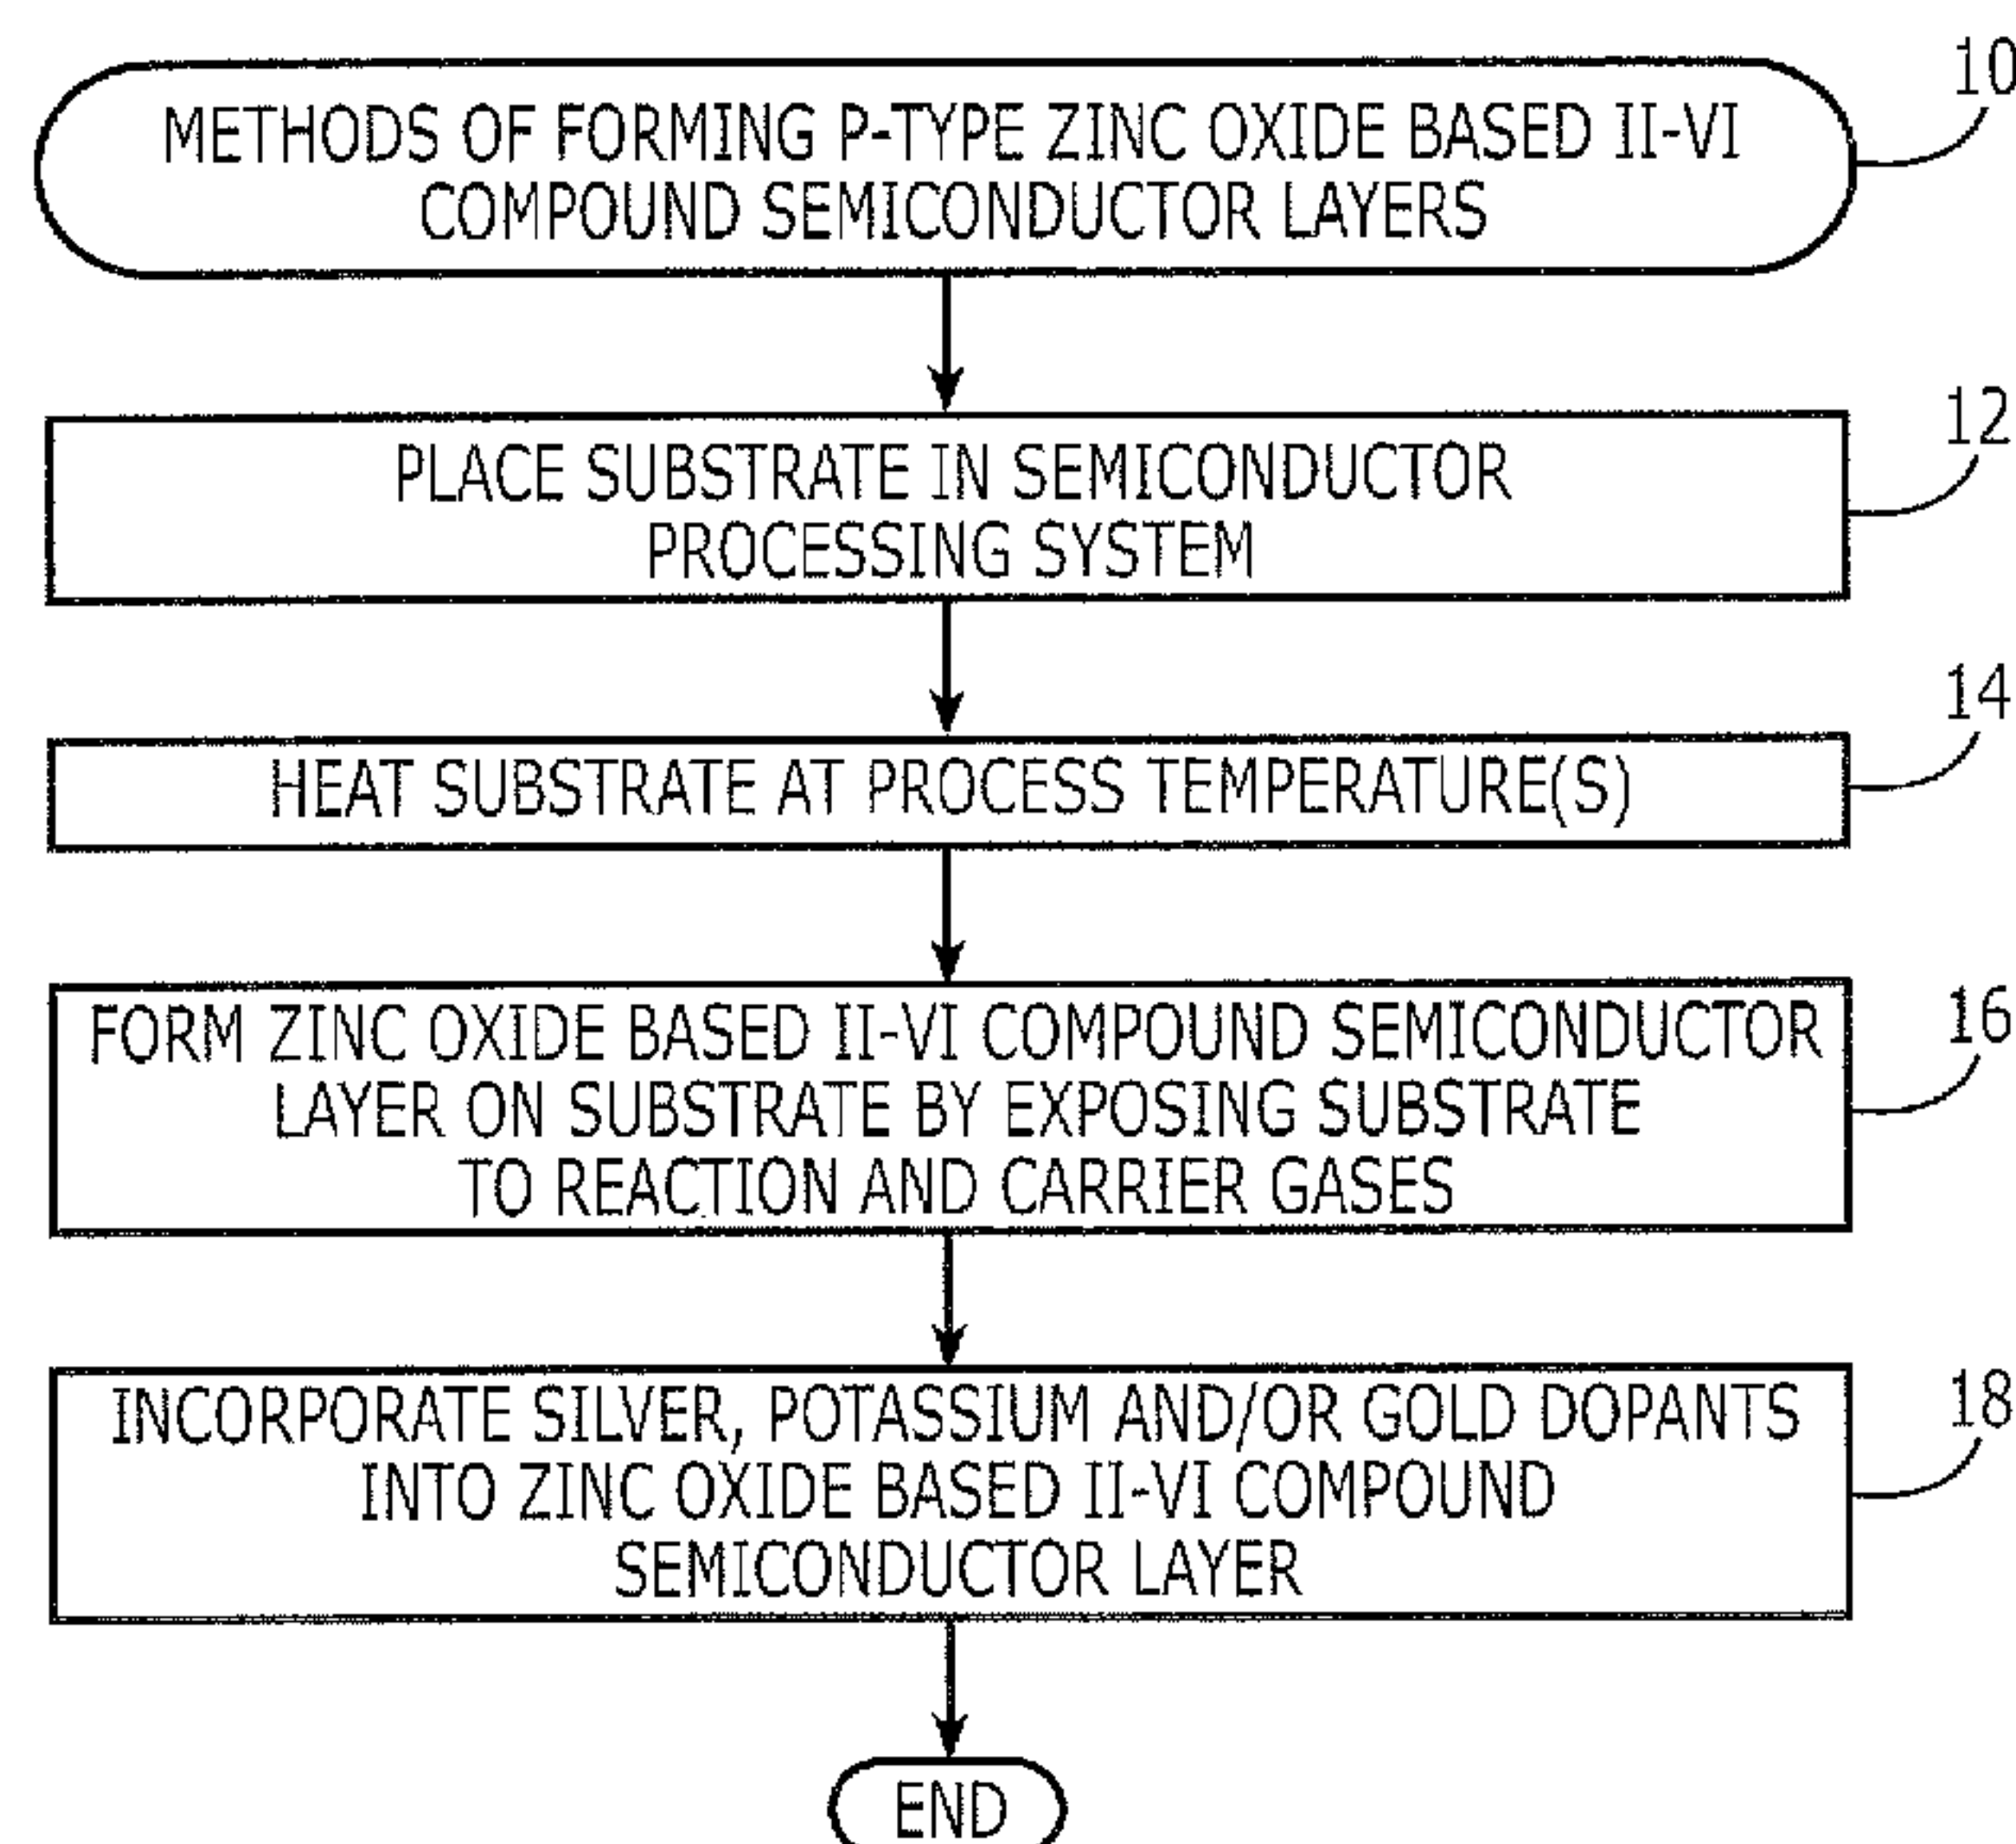 10
METHODS OF FORMING P-TYPE ZINC OXIDE BASED II-VI
COMPOUND SEMICONDUCTOR LAYERS
12
PLACE SUBSTRATE IN SEMICONDUCTOR
PROCESSING SYSTEM
14
HEAT SUBSTRATE AT PROCESS TEMPERATURE(S)
16
FORM ZINC OXIDE BASED II-VI COMPOUND SEMICONDUCTOR
LAYER ON SUBSTRATE BY EXPOSING SUBSTRATE
TO REACTION AND CARRIER GASES
18
INCORPORATE SILVER, POTASSIUM AND/OR GOLD DOPANTS
INTO ZINC OXIDE BASED II-VI COMPOUND
SEMICONDUCTOR LAYER
END